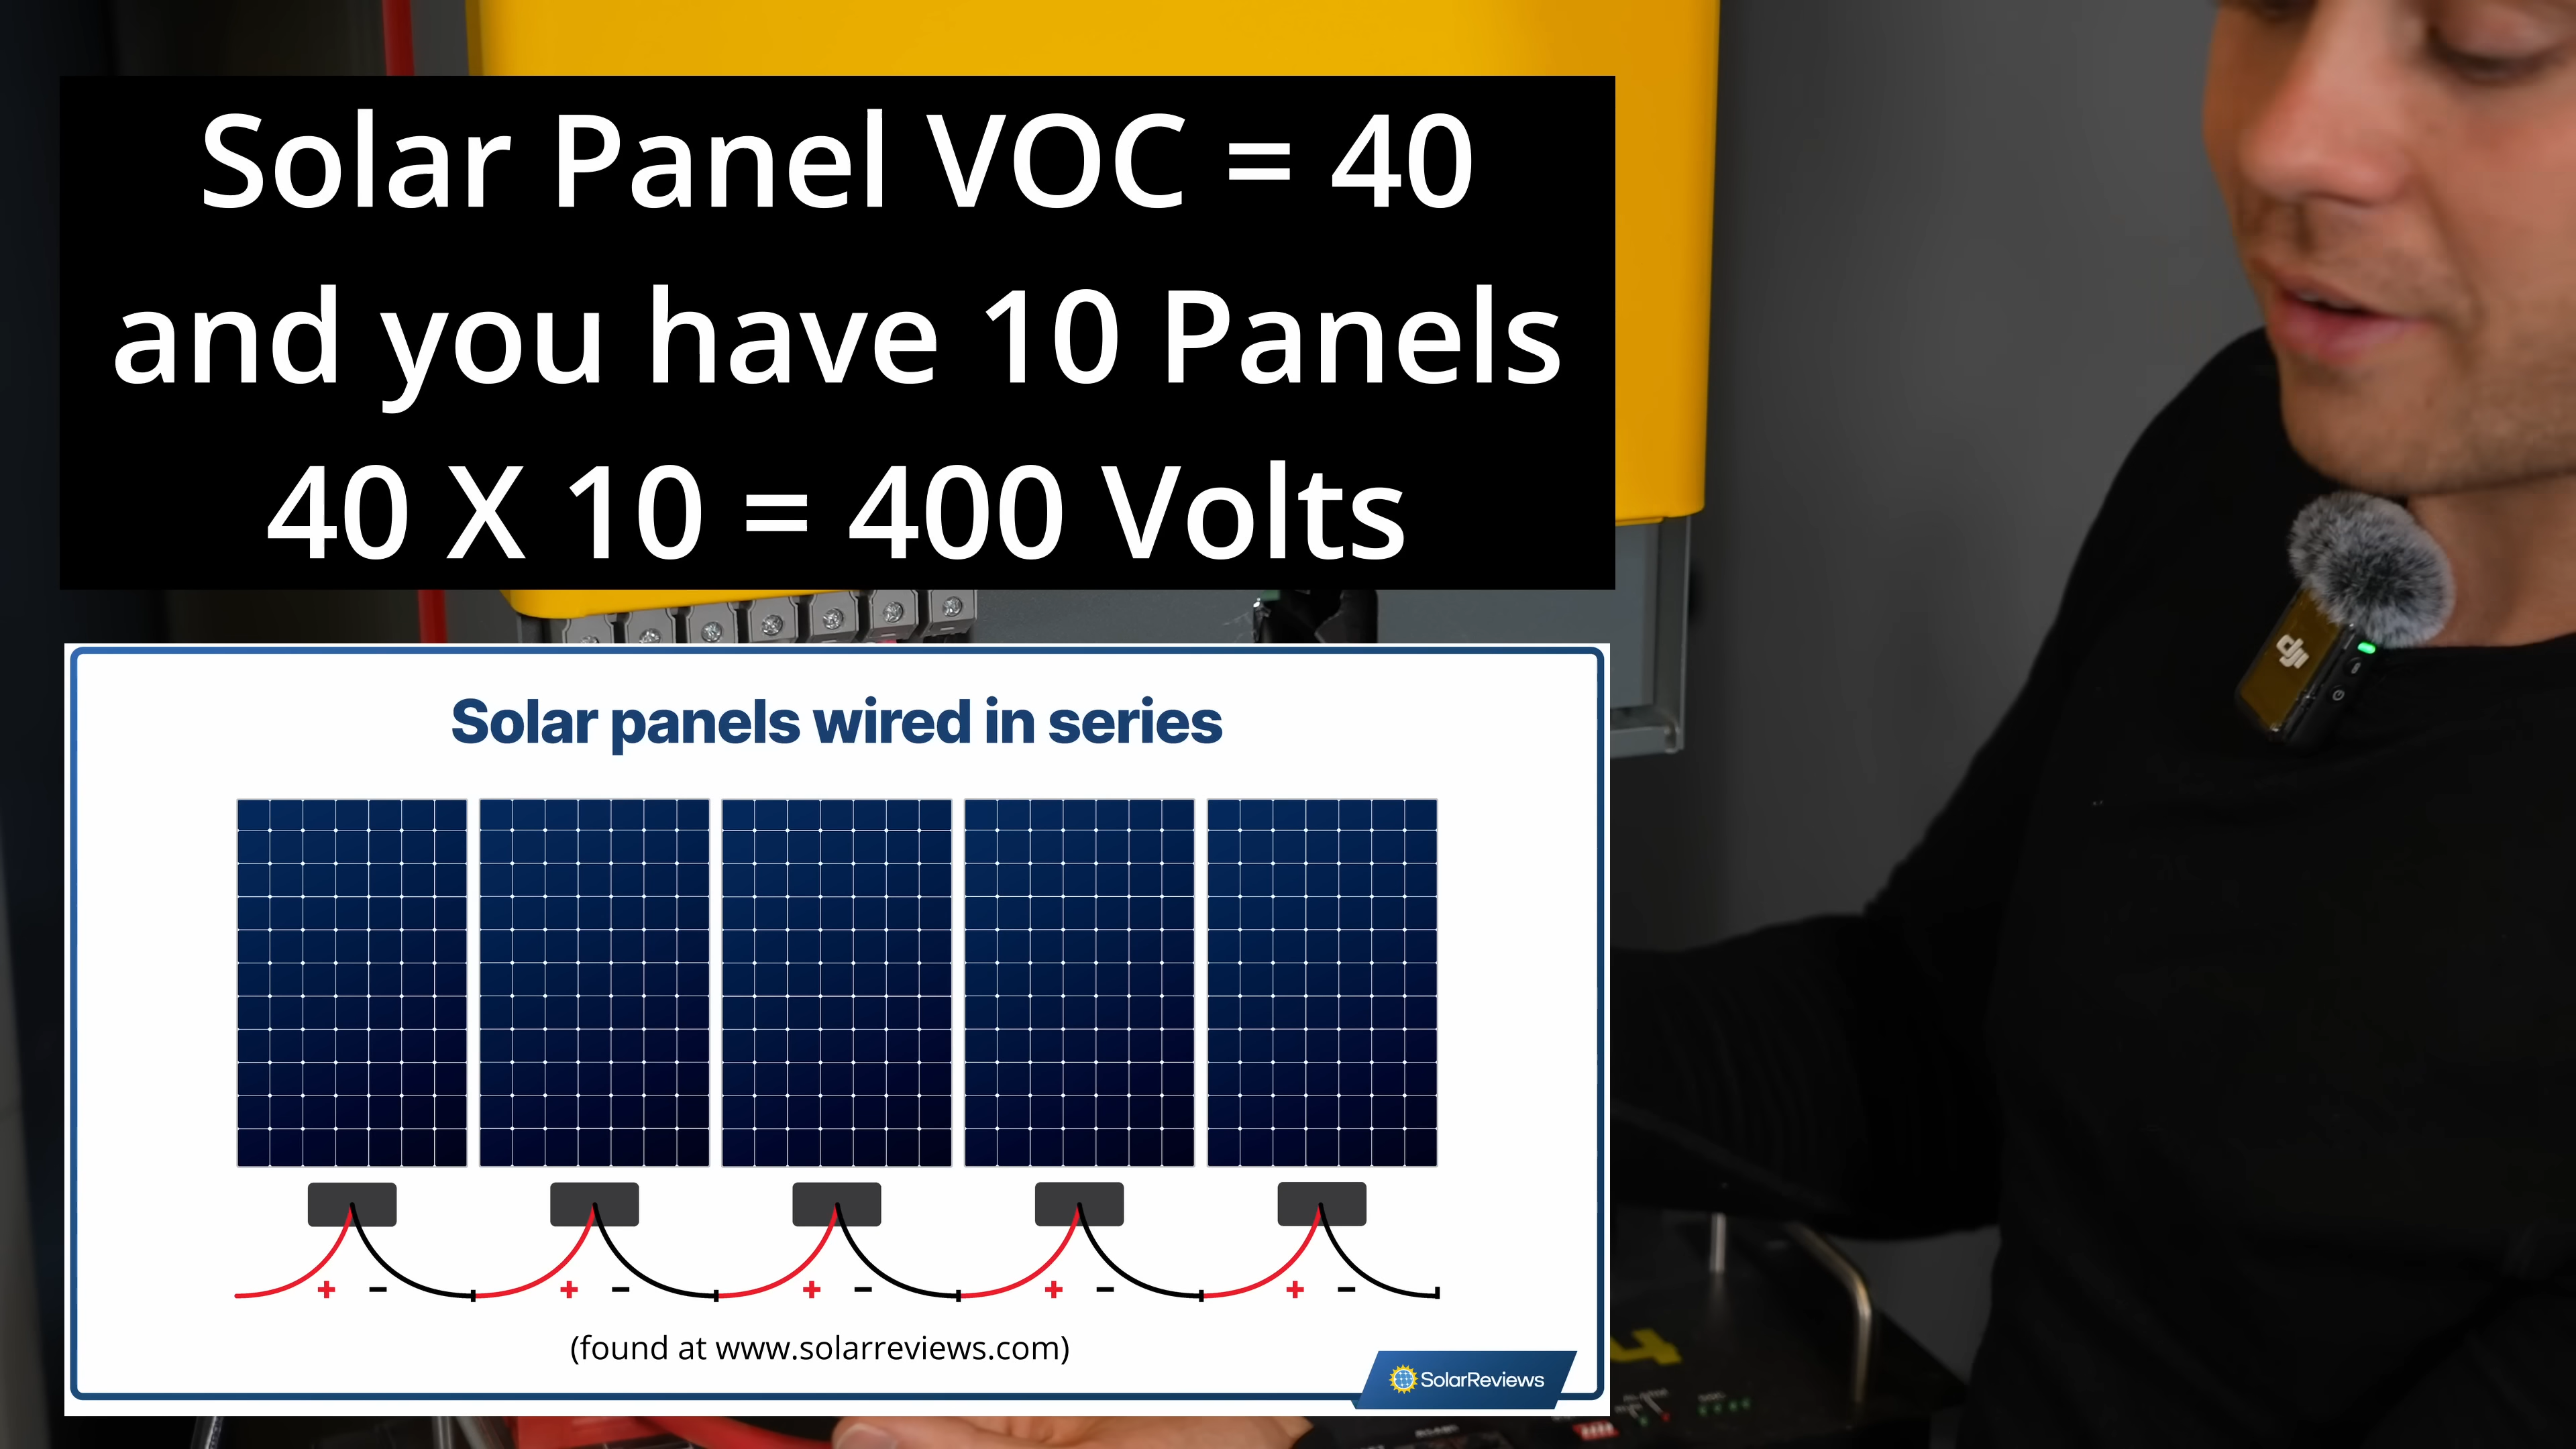 Solar Panel VOC = 40
and you have 10 Panels
40 X 10 = 400 Volts
Solar panels wired in series
+ − + − + − + − + −
(found at www.solarreviews.com)
SolarReviews
dji